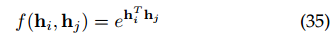 f(h_i, h_j) = e^{h_i^T h_j} (35)